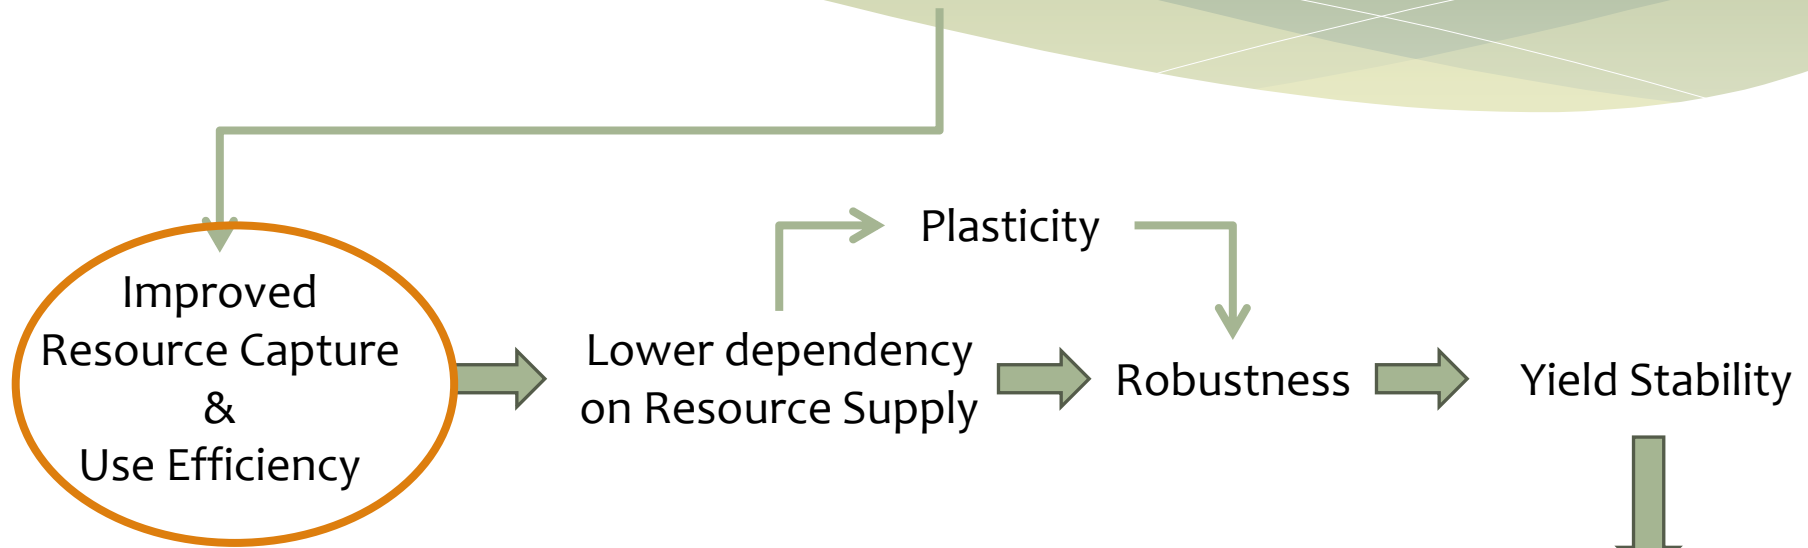 Plasticity
Improved
Resource Capture
&
Use Efficiency
Lower dependency
on Resource Supply
Robustness
Yield Stability